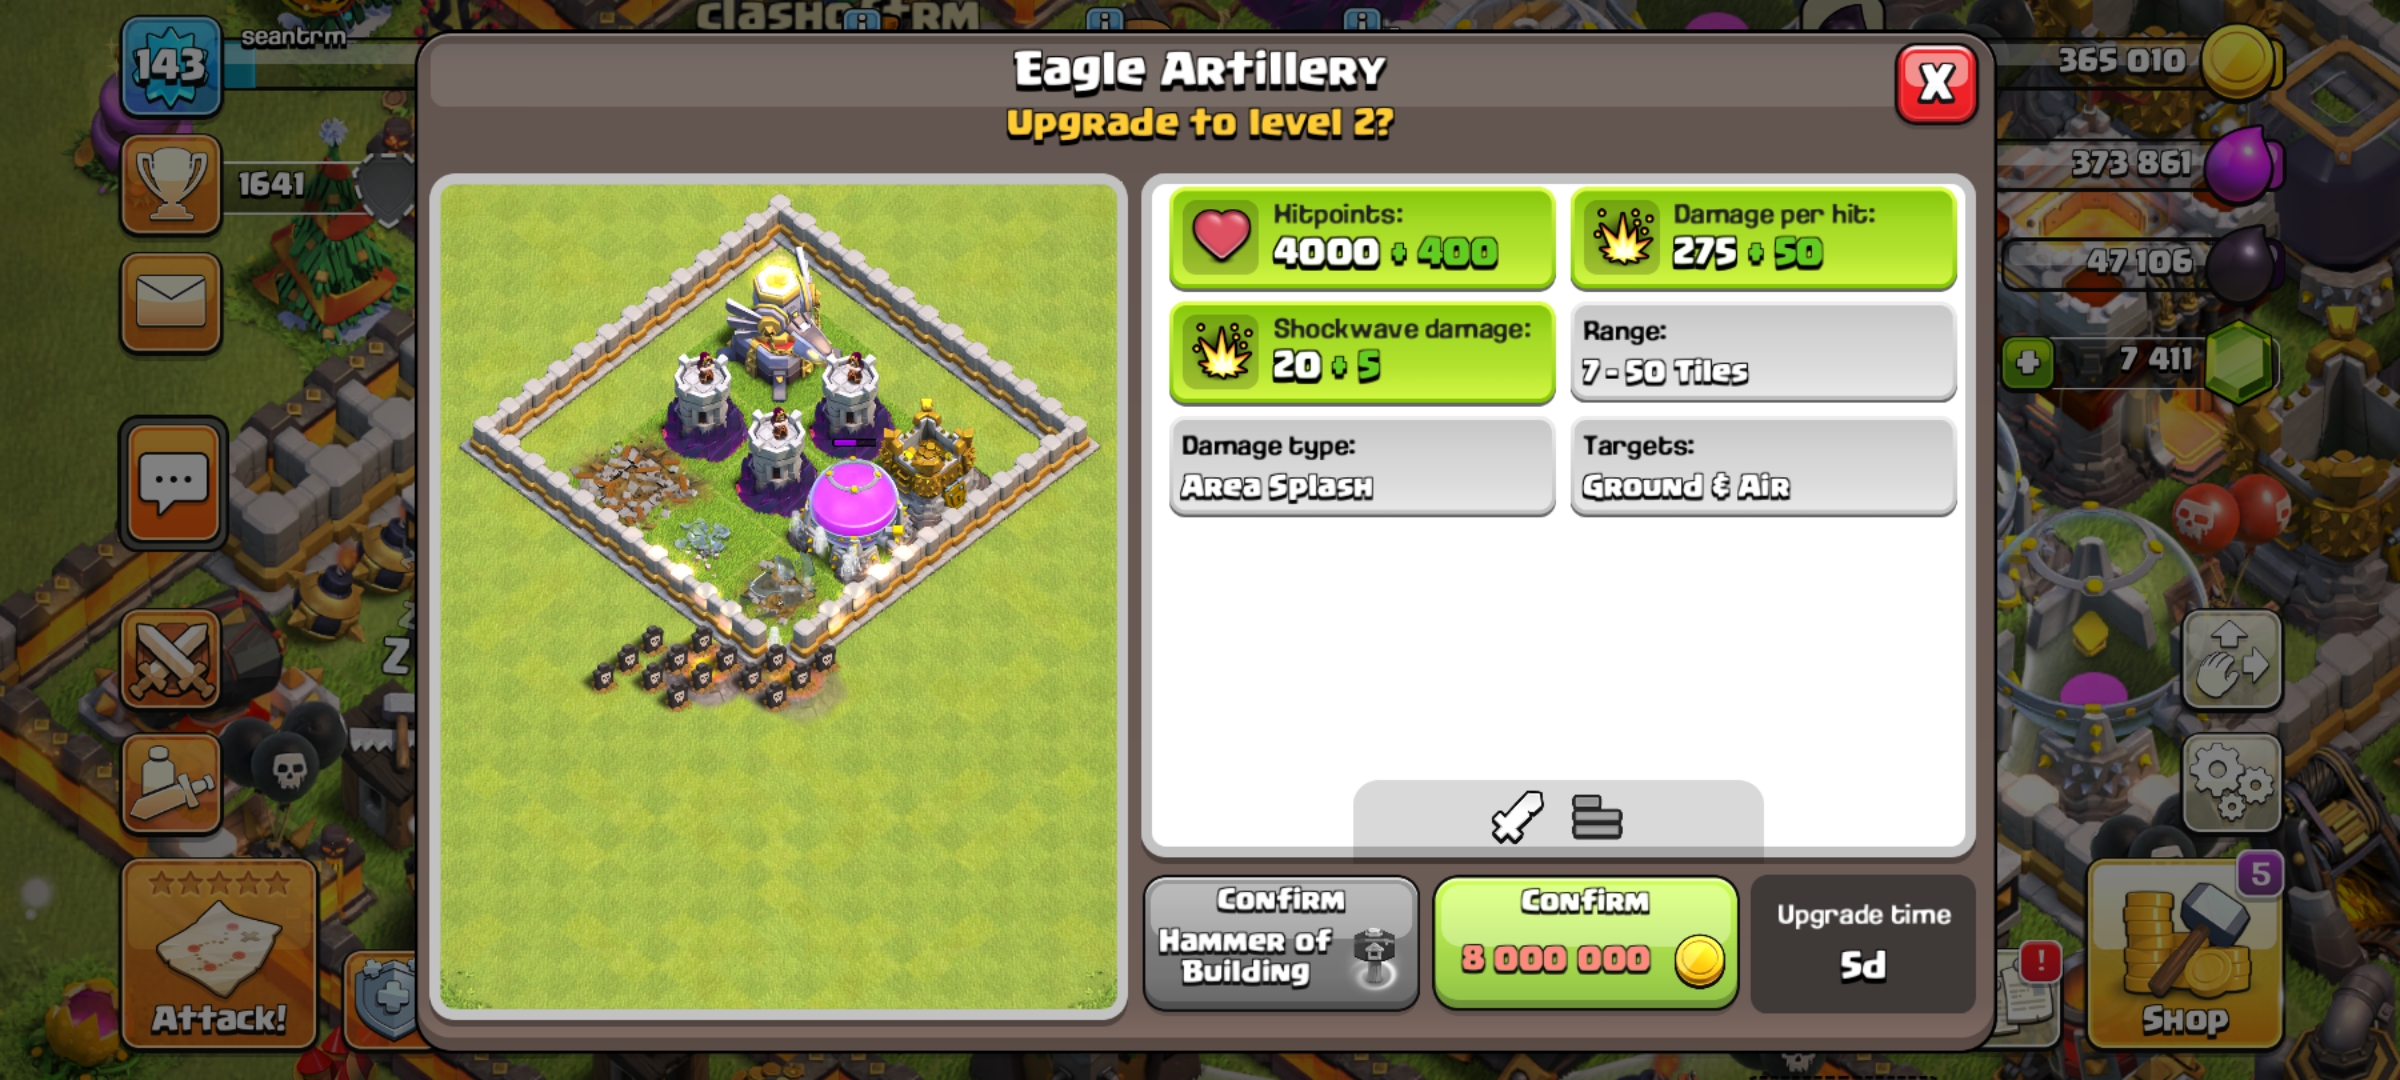 143
seantrm
Eagle Artillery
Upgrade to level 2?
X
1641
365 010
373 861
47 106
7 411
Hitpoints:
4000 + 400
Damage per hit:
275 + 50
Shockwave damage:
20 + 5
Range:
7 - 50 Tiles
Damage type:
Area Splash
Targets:
Ground & Air
Z
Confirm
Hammer of
Building
Confirm
8 000 000
Upgrade time
5d
Attack!
!
5
Shop